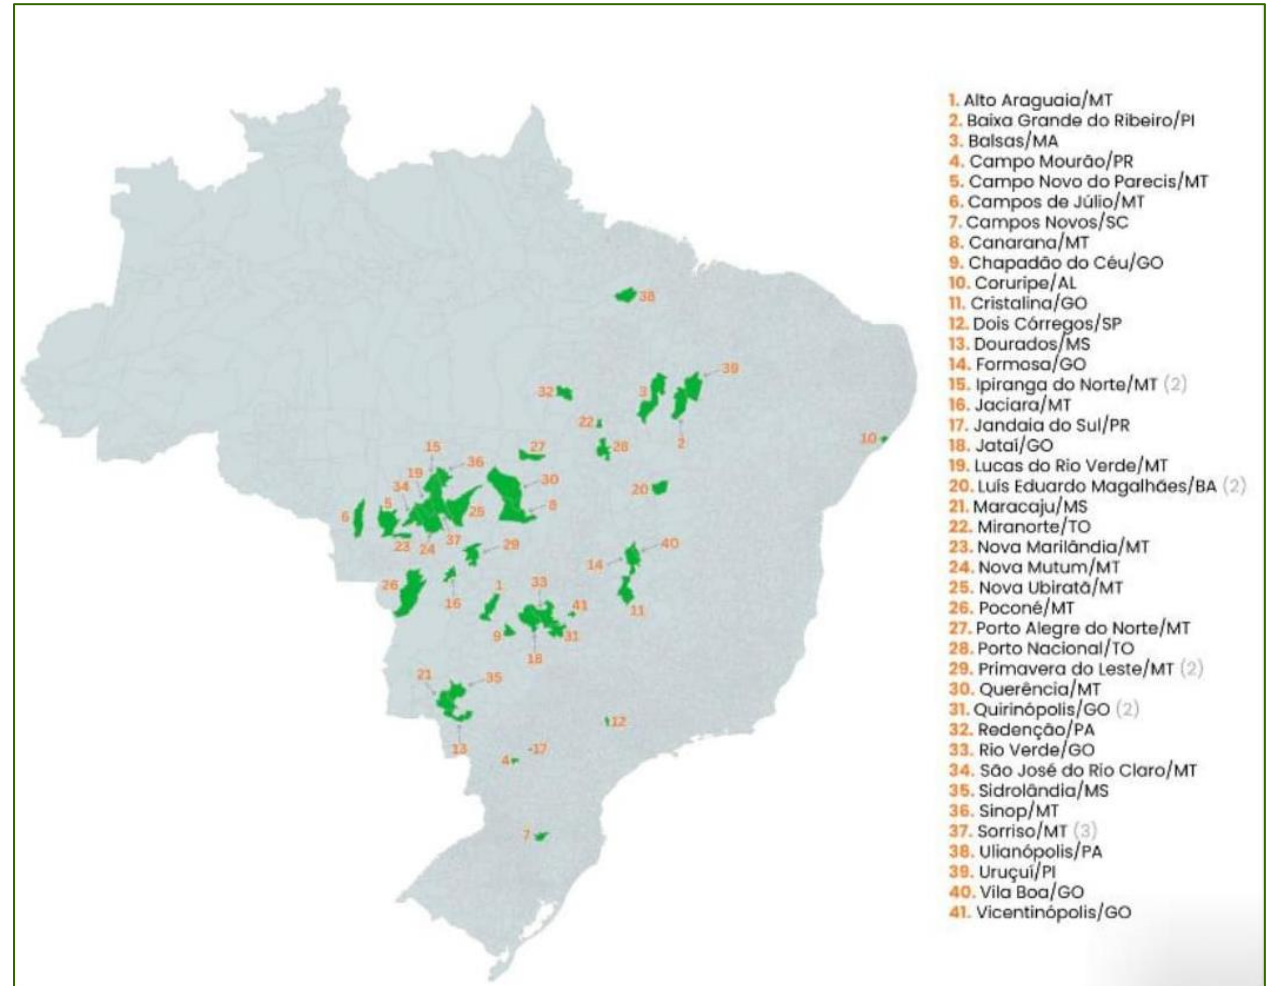 1. Alto Araguaia/MT
2. Baixa Grande do Ribeiro/PI
3. Balsas/MA
4. Campo Mourão/PR
5. Campo Novo do Parecis/MT
6. Campos de Júlio/MT
7. Campos Novos/SC
8. Canarana/MT
9. Chapadão do Céu/GO
10. Coruripe/AL
11. Cristalina/GO
12. Dois Córregos/SP
13. Dourados/MS
14. Formosa/GO
15. Ipiranga do Norte/MT (2)
16. Jaciara/MT
17. Jandaia do Sul/PR
18. Jataí/GO
19. Lucas do Rio Verde/MT
20. Luís Eduardo Magalhães/BA (2)
21. Maracaju/MS
22. Miranorte/TO
23. Nova Marilândia/MT
24. Nova Mutum/MT
25. Nova Ubiratã/MT
26. Poconé/MT
27. Porto Alegre do Norte/MT
28. Porto Nacional/TO
29. Primavera do Leste/MT (2)
30. Querência/MT
31. Quirinópolis/GO (2)
32. Redenção/PA
33. Rio Verde/GO
34. São José do Rio Claro/MT
35. Sidrolândia/MS
36. Sinop/MT
37. Sorriso/MT (3)
38. Ulianópolis/PA
39. Uruçuí/PI
40. Vila Boa/GO
41. Vicentinópolis/GO
38
39
32
3
22
2
10
15
27
28
36
19
30
34
20
5
6
8
25
37
23
24
29
40
14
26
16
1
33
41
11
9
31
18
21
35
12
13
17
4
7